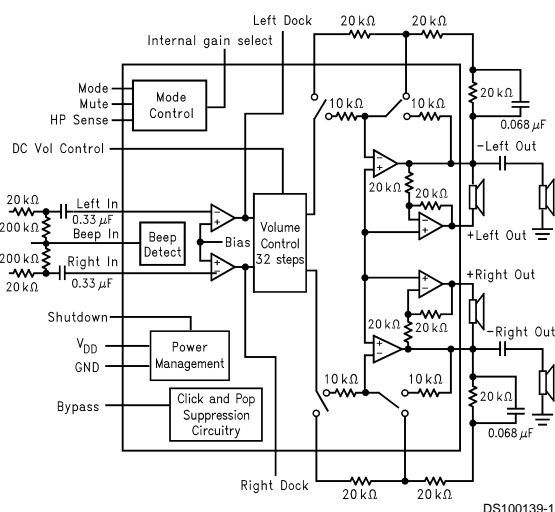 Left Dock
20 kΩ
20 kΩ
Internal gain select
Mode
Mute
HP Sense
Mode
Control
10 kΩ
10 kΩ
20 kΩ
0.068 μF
DC Vol Control
−Left Out
20 kΩ
20 kΩ
20 kΩ
Left In
0.33 μF
200 kΩ
Beep In
Beep
Detect
Bias
Volume
Control
32 steps
+Left Out
200 kΩ
Right In
20 kΩ
0.33 μF
+Right Out
Shutdown
VDD
GND
Power
Management
20 kΩ
20 kΩ
−Right Out
Bypass
Click and Pop
Suppression
Circuitry
10 kΩ
10 kΩ
20 kΩ
0.068 μF
Right Dock
20 kΩ
20 kΩ
DS100139-1